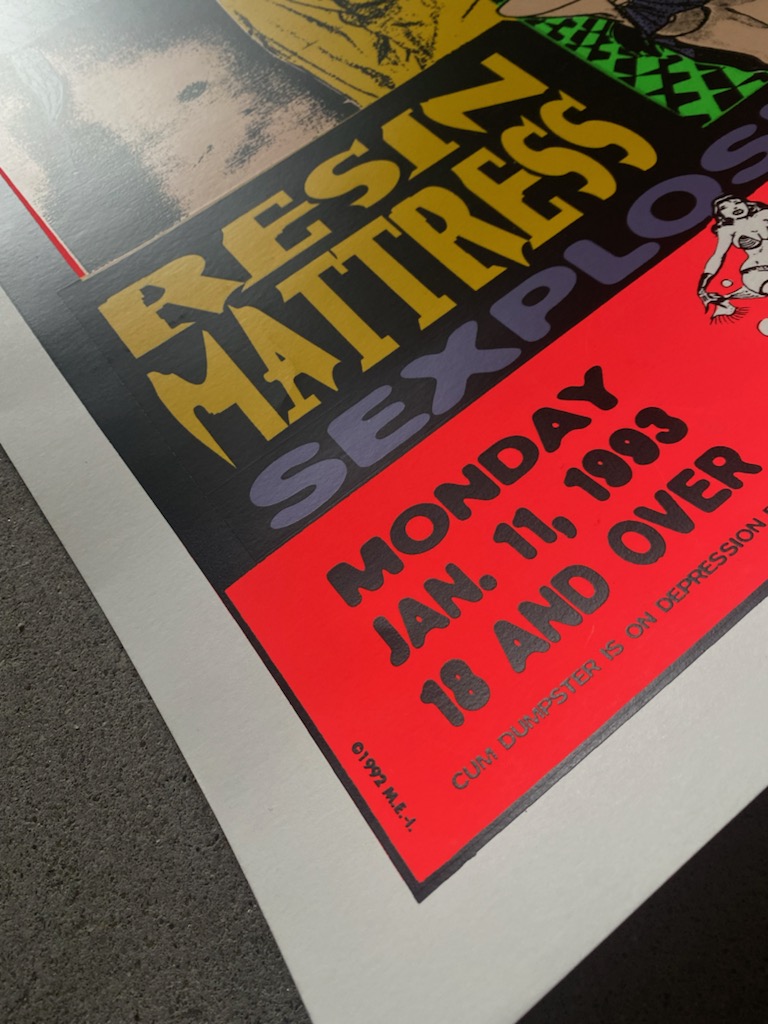 RESIN
MATTRESS
SEXPLOS
MONDAY
JAN. 11, 1993
18 AND OVER
CUM DUMPSTER IS ON DEPRESSION
©1992 M.E.-I.